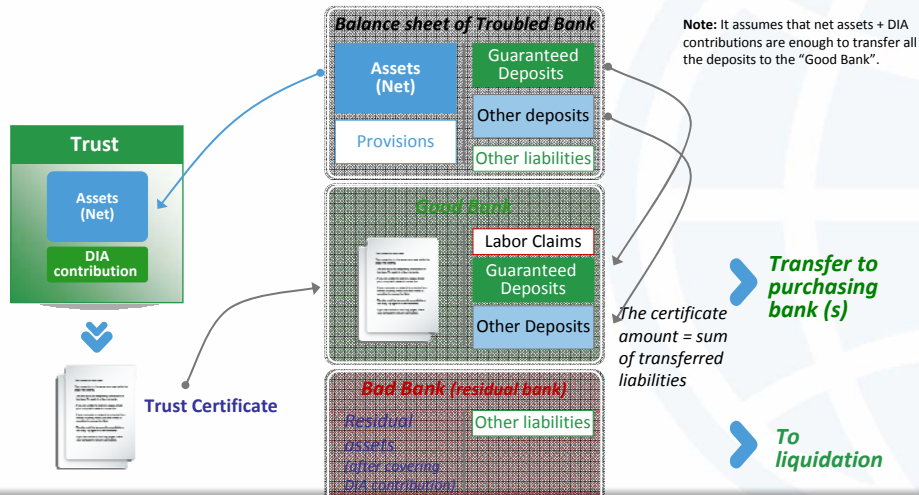 Balance sheet of Troubled Bank
Note: It assumes that net assets + DIA
contributions are enough to transfer all
the deposits to the “Good Bank”.
Assets
(Net)
Provisions
Guaranteed
Deposits
Other deposits
Other liabilities
Trust
Assets
(Net)
DIA
contribution
Trust Certificate
Good Bank
Labor Claims
Guaranteed
Deposits
Other Deposits
The certificate
amount = sum
of transferred
liabilities
Transfer to
purchasing
bank (s)
Bad Bank (residual bank)
Residual
assets
(after covering
DIA contribution)
Other liabilities
To
liquidation